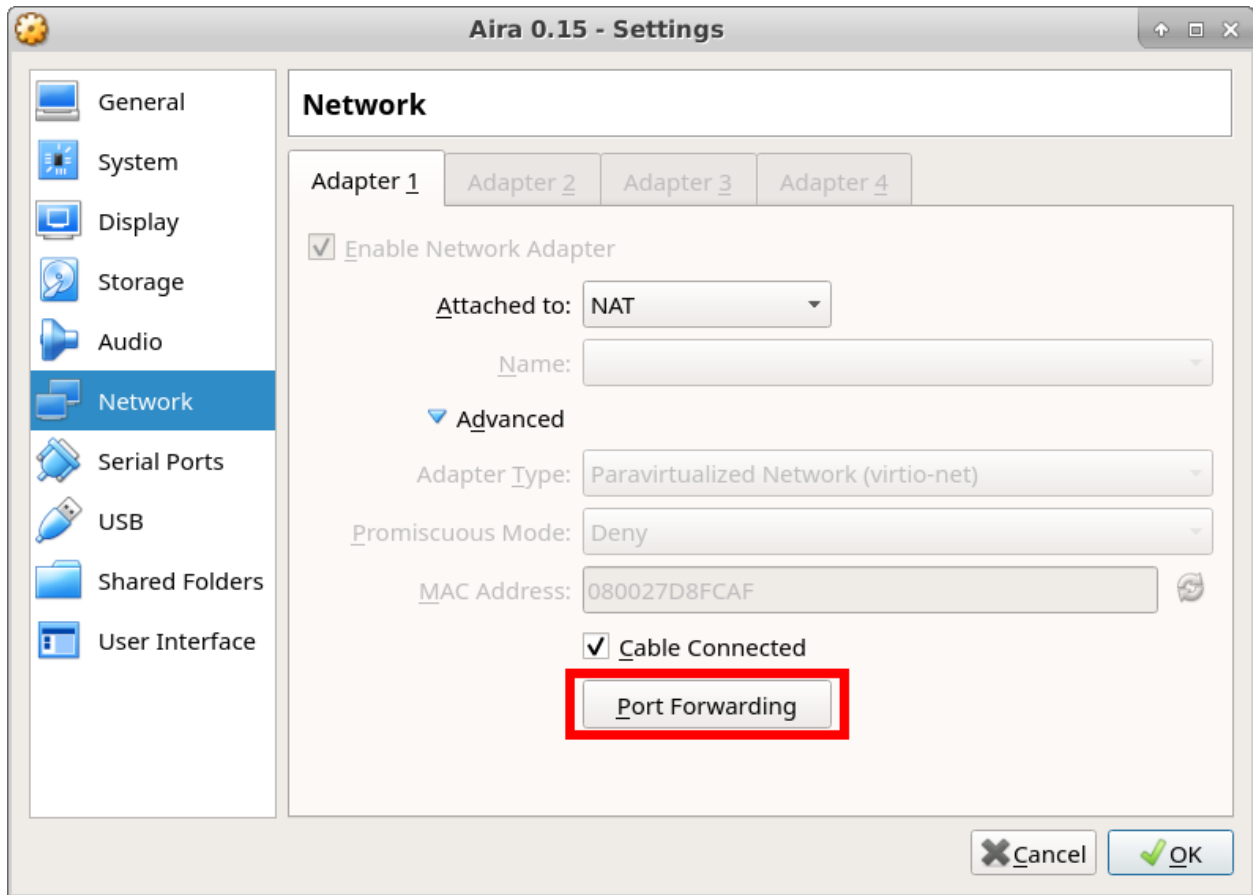 Aira 0.15 - Settings
General
System
Display
Storage
Audio
Network
Serial Ports
USB
Shared Folders
User Interface
Network
Adapter 1 Adapter 2 Adapter 3 Adapter 4
Enable Network Adapter
Attached to: NAT
Name:
Advanced
Adapter Type: Paravirtualized Network (virtio-net)
Promiscuous Mode: Deny
MAC Address: 080027D8FCAF
Cable Connected
Port Forwarding
Cancel OK